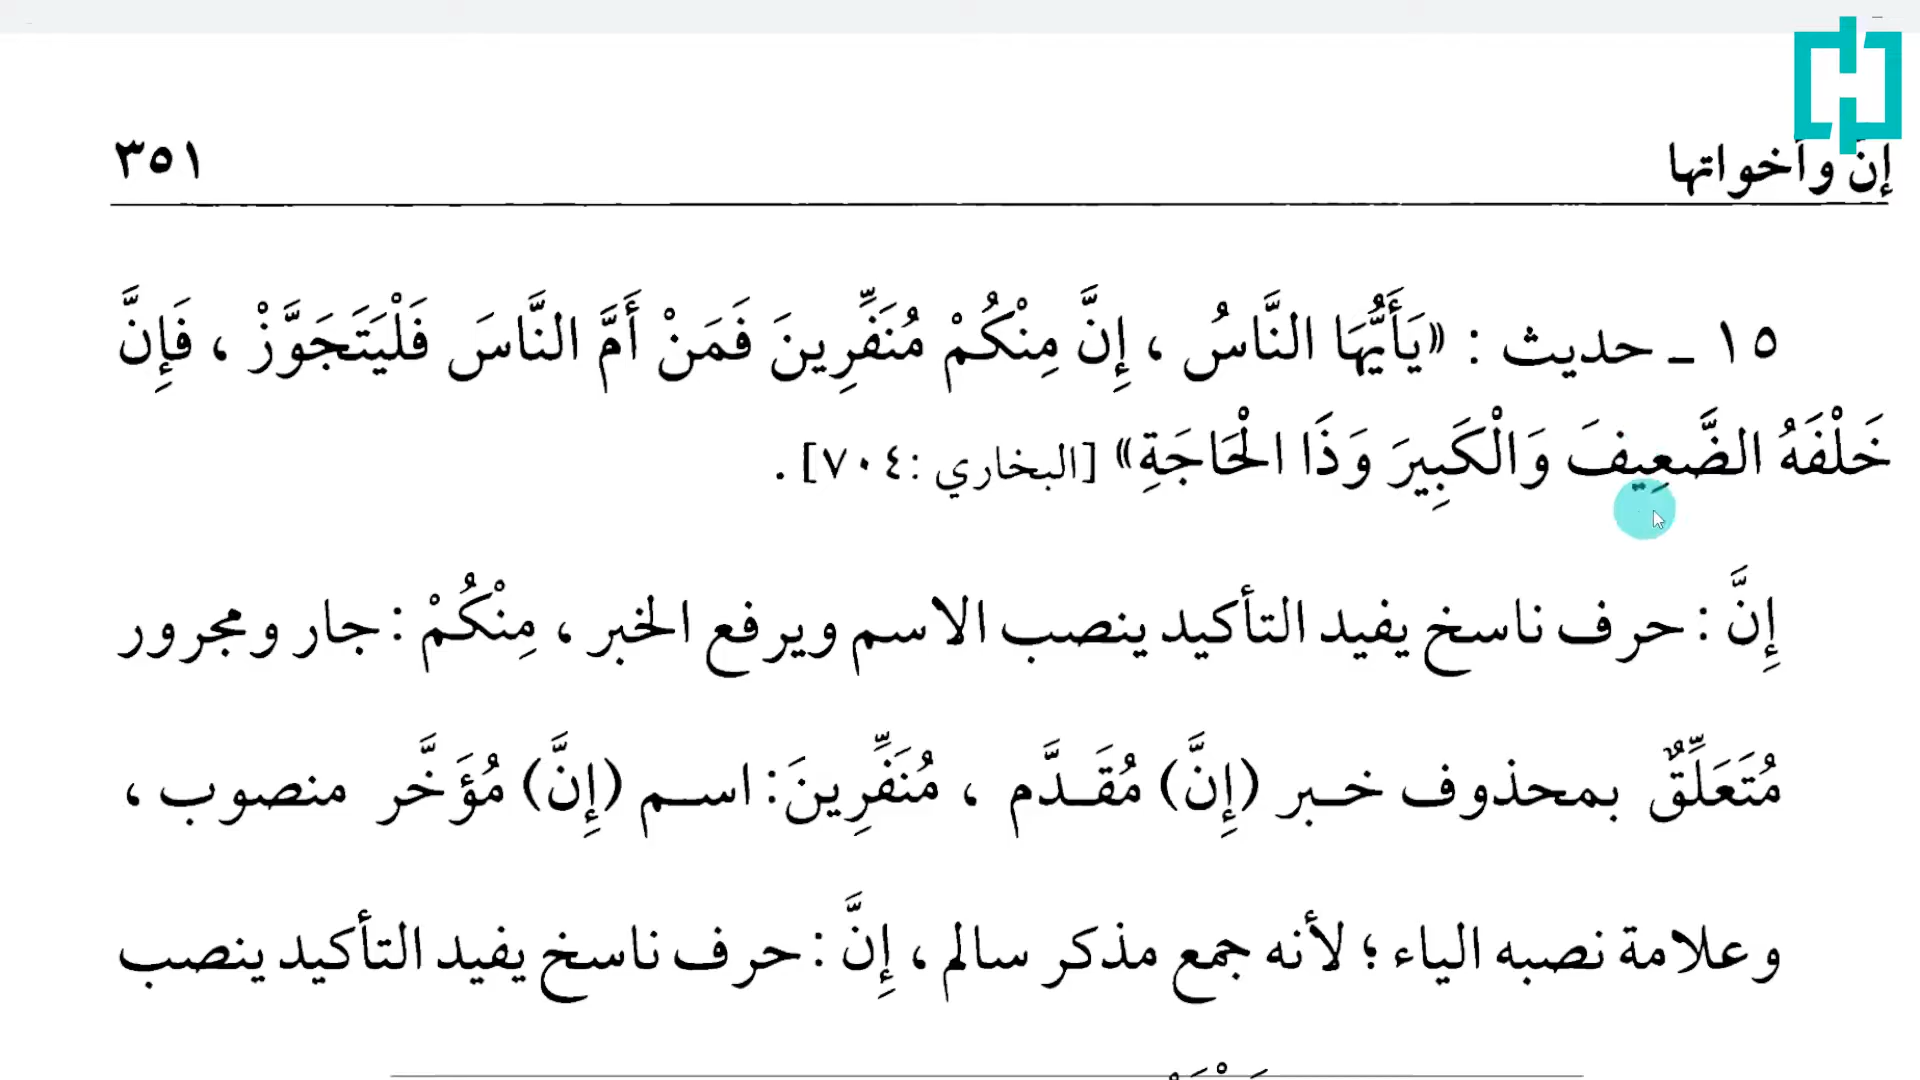 إنّ وأخواتها ٣٥١
١٥ ـ حديث : «يَأَيُّهَا النَّاسُ ، إِنَّ مِنْكُمْ مُنَفِّرِينَ فَمَنْ أَمَّ النَّاسَ فَلْيَتَجَوَّزْ ، فَإِنَّ
خَلْفَهُ الضَّعِيفَ وَالْكَبِيرَ وَذَا الْحَاجَةِ» [البخاري :٧٠٤] .
إِنَّ : حرف ناسخ يفيد التأكيد ينصب الاسم ويرفع الخبر ، مِنْكُمْ : جار ومجرور
مُتَعَلِّقٌ بمحذوف خبر (إِنَّ) مُقَدَّم ، مُنَفِّرِينَ: اسم (إِنَّ) مُؤَخَّر منصوب ،
وعلامة نصبه الياء ؛ لأنه جمع مذكر سالم ، إِنَّ : حرف ناسخ يفيد التأكيد ينصب